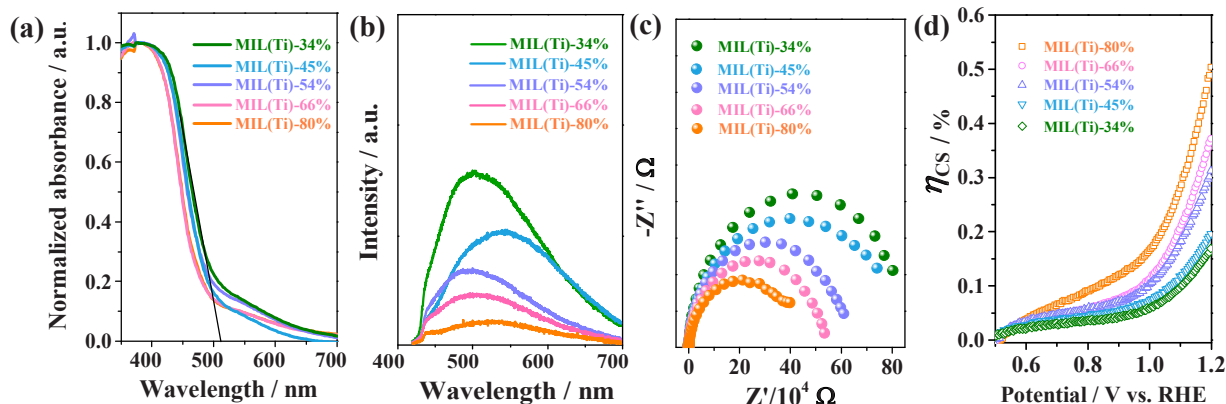 (a)
Normalized absorbance / a.u.
1.0
0.8
0.6
0.4
0.2
0.0
400
500
600
700
Wavelength / nm
MIL(Ti)-34%
MIL(Ti)-45%
MIL(Ti)-54%
MIL(Ti)-66%
MIL(Ti)-80%
(b)
Intensity / a.u.
MIL(Ti)-34%
MIL(Ti)-45%
MIL(Ti)-54%
MIL(Ti)-66%
MIL(Ti)-80%
400
500
600
700
Wavelength / nm
(c)
-Z'' / Ω
MIL(Ti)-34%
MIL(Ti)-45%
MIL(Ti)-54%
MIL(Ti)-66%
MIL(Ti)-80%
0
20
40
60
80
Z'/10⁴ Ω
(d)
ηCS / %
0.5
0.4
0.3
0.2
0.1
0.0
MIL(Ti)-80%
MIL(Ti)-66%
MIL(Ti)-54%
MIL(Ti)-45%
MIL(Ti)-34%
0.6
0.8
1.0
1.2
Potential / V vs. RHE